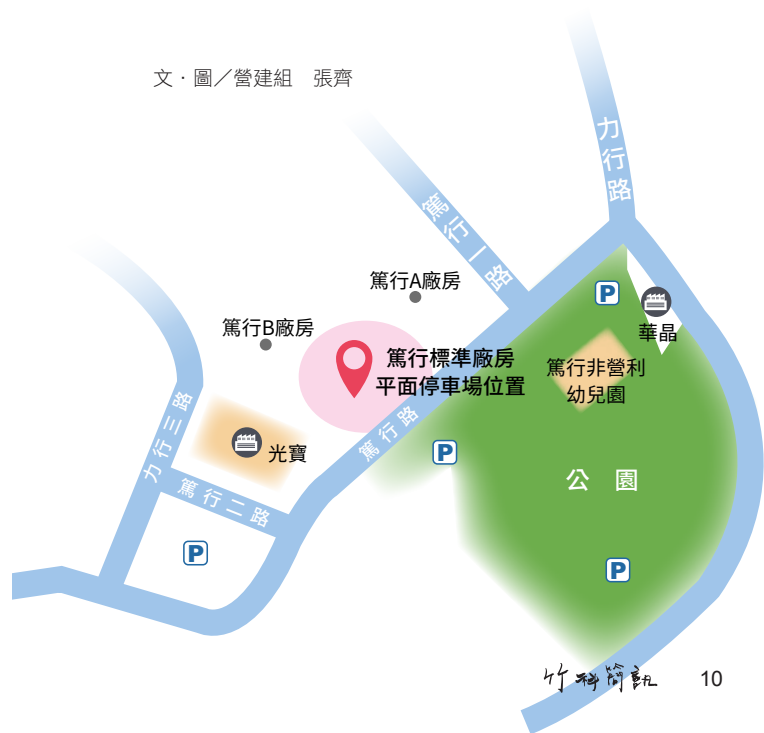 文・圖／營建組　張齊
力行路
篤行一路
篤行A廠房
篤行B廠房
華晶
篤行標準廠房
平面停車場位置
篤行非營利
幼兒園
P
力行三路
篤行路
光寶
P
公園
篤行二路
P
P
竹科簡訊 10